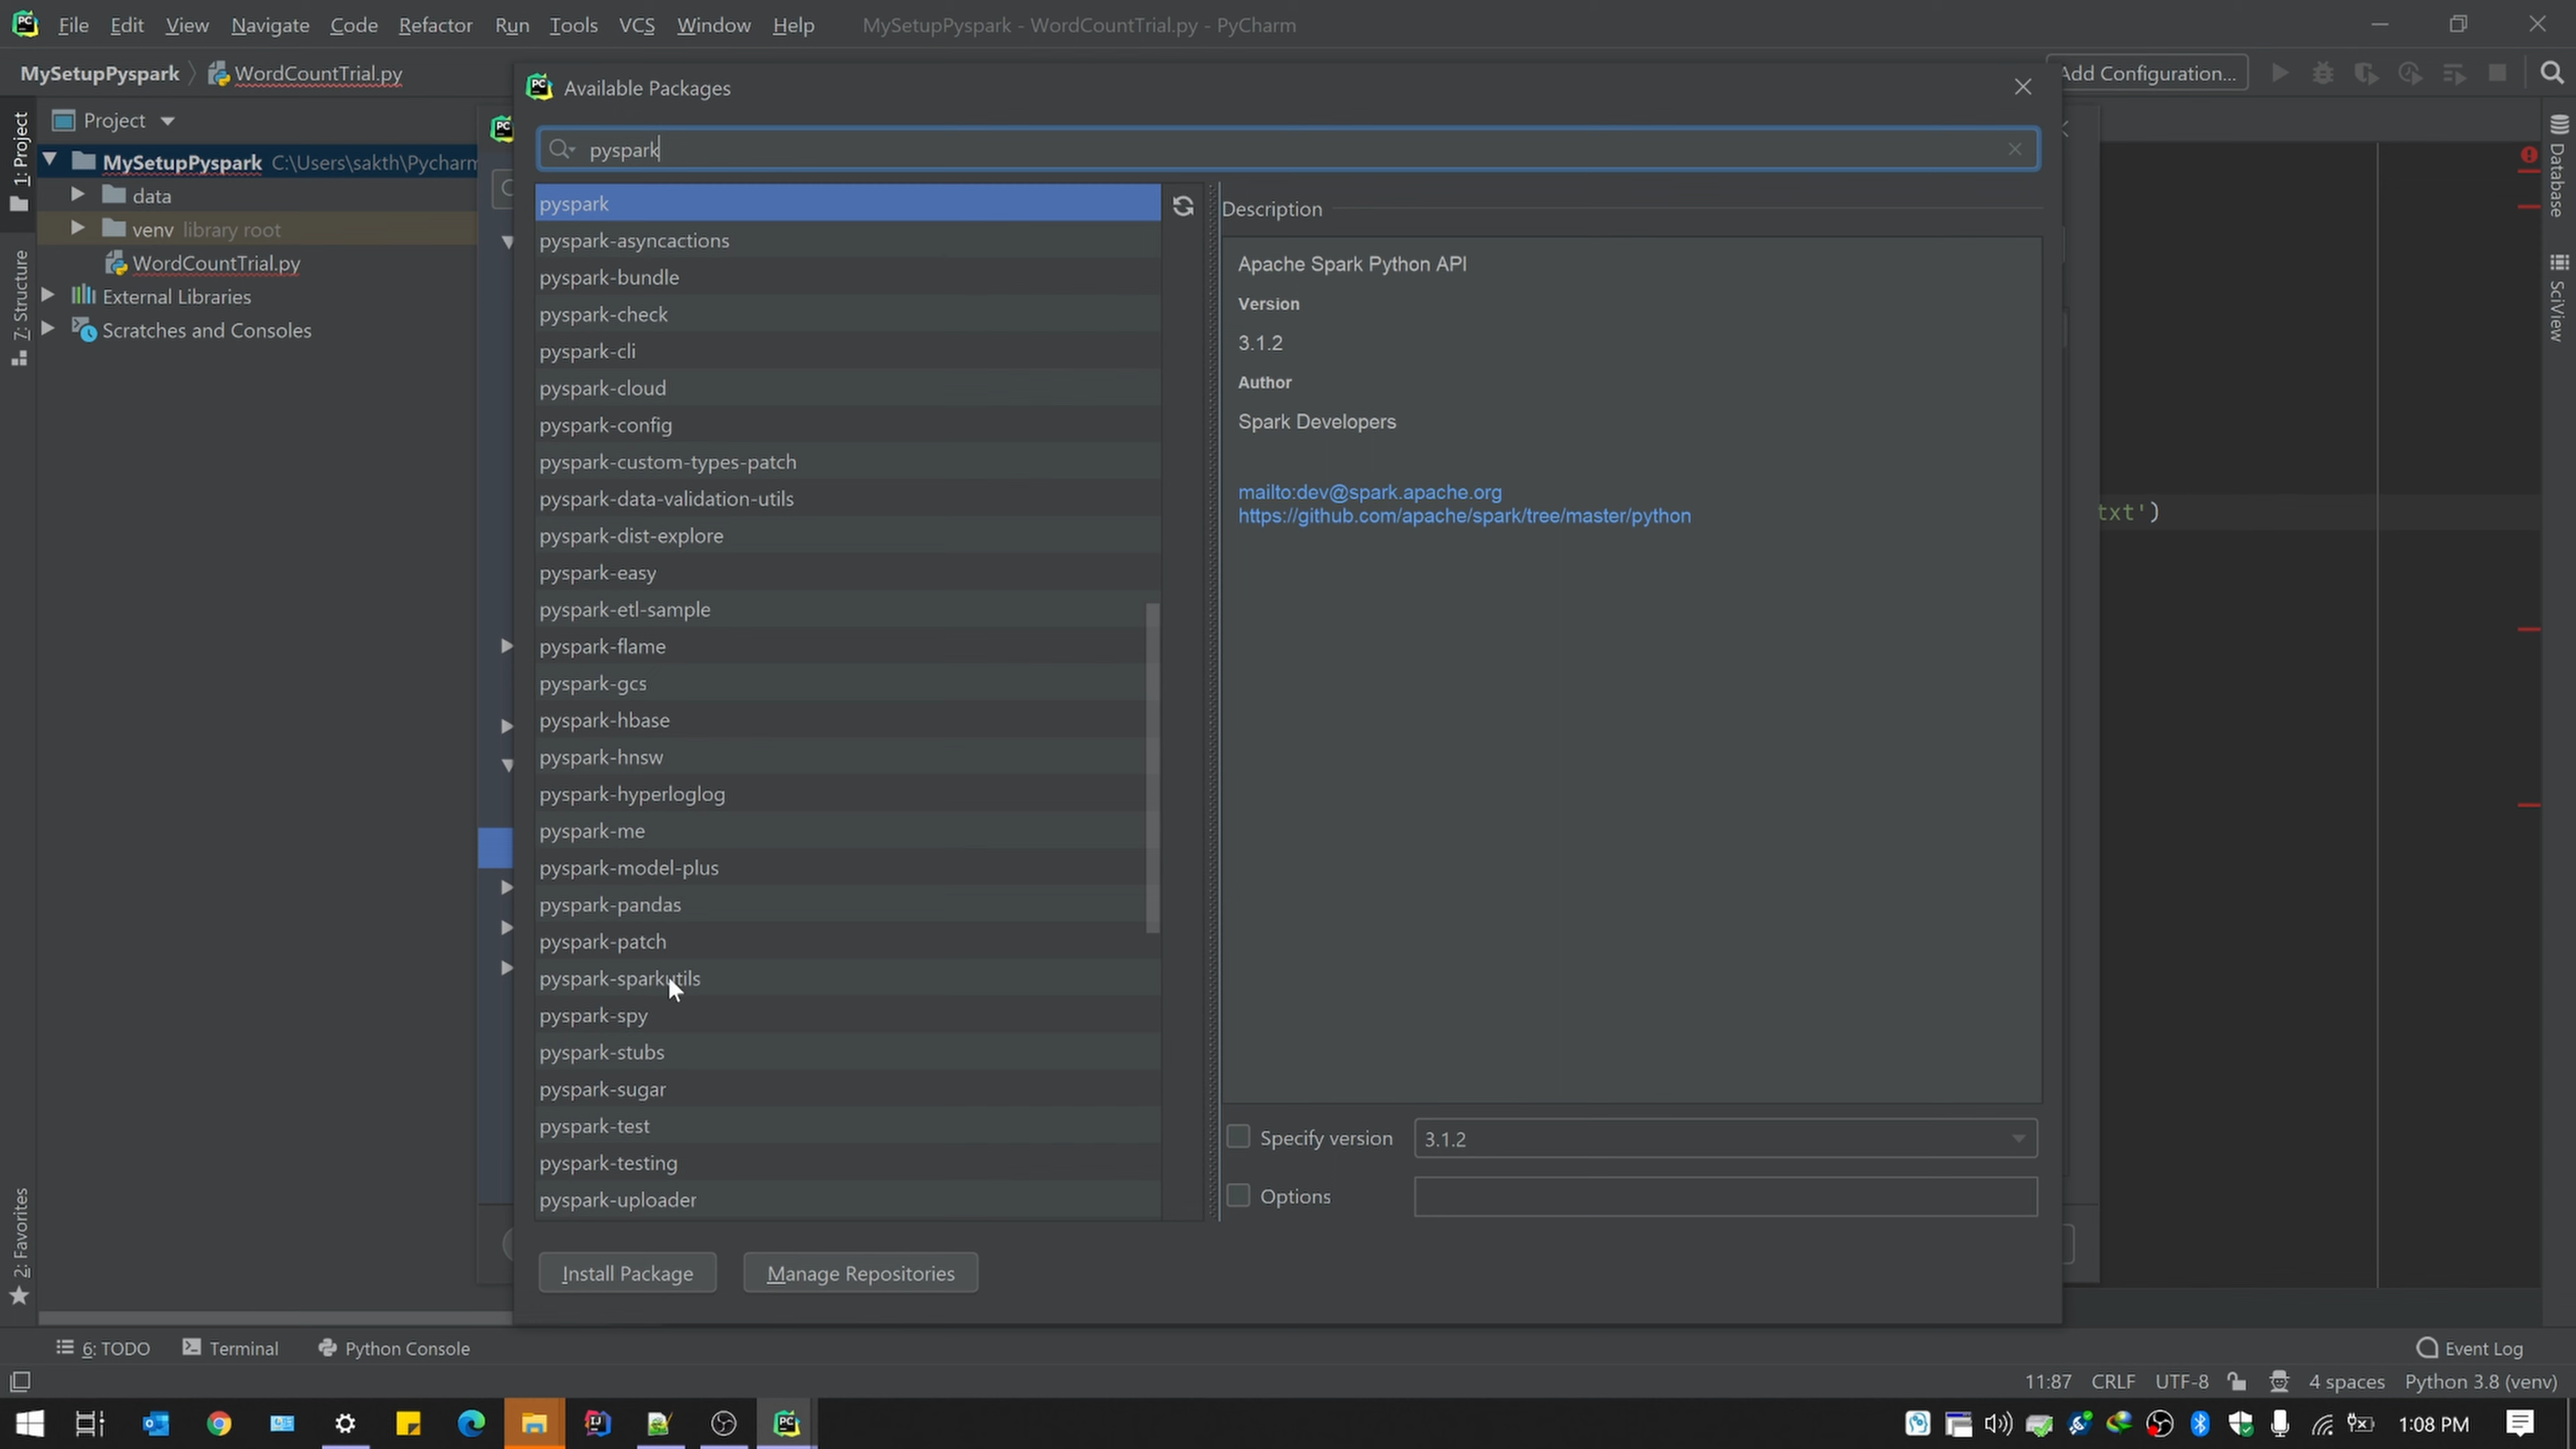 File Edit View Navigate Code Refactor Run Tools VCS Window Help MySetupPyspark - WordCountTrial.py - PyCharm
MySetupPyspark WordCountTrial.py
Add Configuration...
Available Packages
1: Project
Project
pyspark
MySetupPyspark C:\Users\sakth\Pycharm
data
venv library root
WordCountTrial.py
External Libraries
Scratches and Consoles
7: Structure
2: Favorites
pyspark
pyspark-asyncactions
pyspark-bundle
pyspark-check
pyspark-cli
pyspark-cloud
pyspark-config
pyspark-custom-types-patch
pyspark-data-validation-utils
pyspark-dist-explore
pyspark-easy
pyspark-etl-sample
pyspark-flame
pyspark-gcs
pyspark-hbase
pyspark-hnsw
pyspark-hyperloglog
pyspark-me
pyspark-model-plus
pyspark-pandas
pyspark-patch
pyspark-sparkutils
pyspark-spy
pyspark-stubs
pyspark-sugar
pyspark-test
pyspark-testing
pyspark-uploader
Description
Apache Spark Python API
Version
3.1.2
Author
Spark Developers
mailto:dev@spark.apache.org
https://github.com/apache/spark/tree/master/python
Specify version 3.1.2
Options
Install Package Manage Repositories
txt')
Database
SciView
6: TODO Terminal Python Console Event Log
11:87 CRLF UTF-8 4 spaces Python 3.8 (venv)
1:08 PM